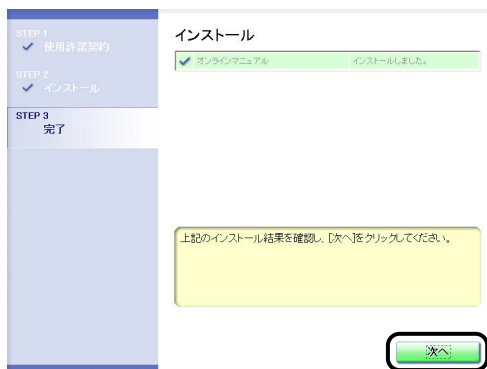 STEP 1
使用許諾契約
STEP 2
インストール
STEP 3
完了
インストール
オンラインマニュアル インストールしました。
上記のインストール結果を確認し、[次へ]をクリックしてください。
次へ